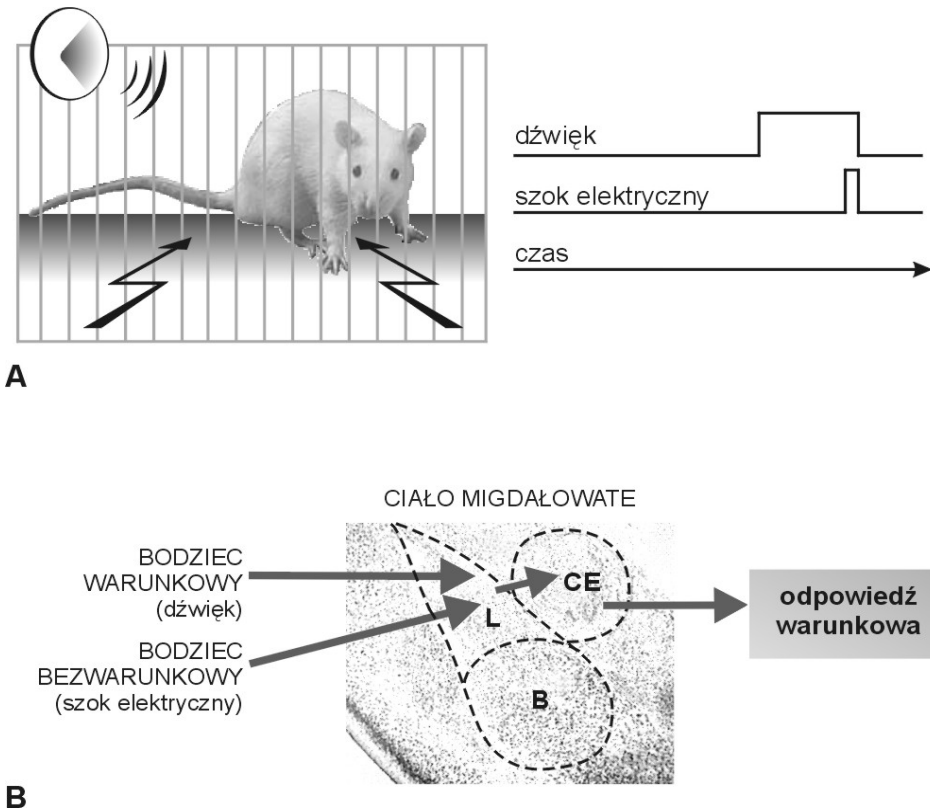 dźwięk
szok elektryczny
czas
A
CIAŁO MIGDAŁOWATE
BODZIEC
WARUNKOWY
(dźwięk)
BODZIEC
BEZWARUNKOWY
(szok elektryczny)
L
CE
B
odpowiedź
warunkowa
B